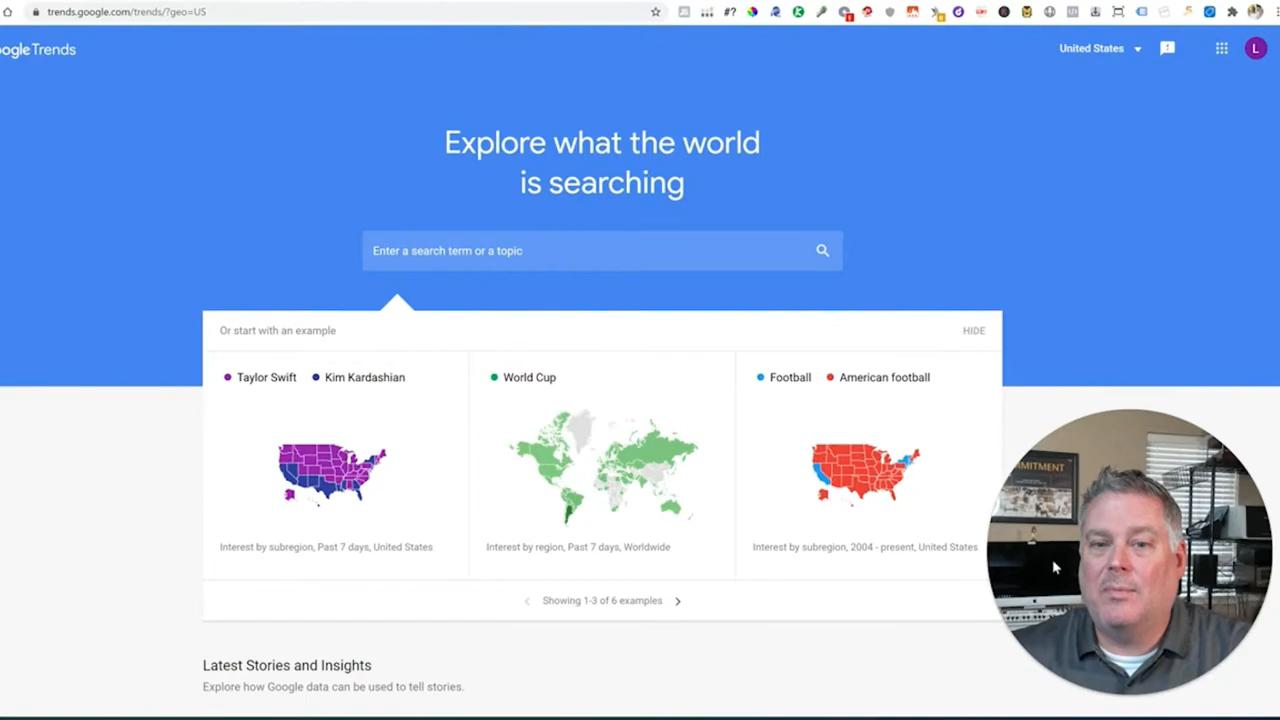 trends.google.com/trends/?geo=US
#?
ogle Trends
United States
L
Explore what the world
is searching
Enter a search term or a topic
Or start with an example
HIDE
Taylor Swift
Kim Kardashian
World Cup
Football
American football
Interest by subregion, Past 7 days, United States
Interest by region, Past 7 days, Worldwide
Interest by subregion, 2004 - present, United States
Showing 1-3 of 6 examples
Latest Stories and Insights
Explore how Google data can be used to tell stories.
MMITMENT